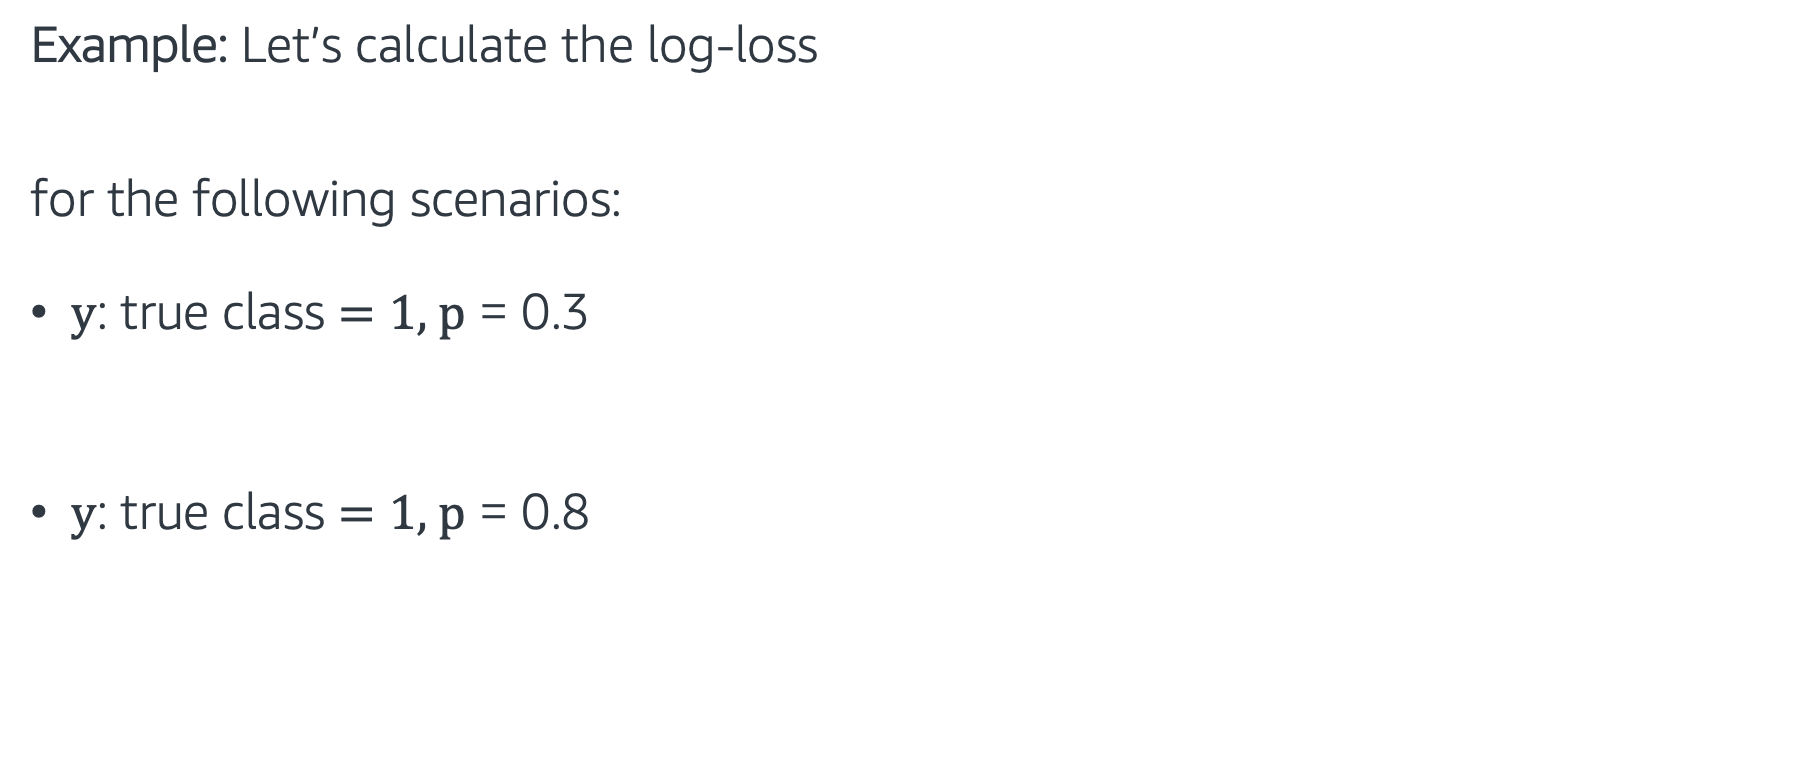 Example: Let’s calculate the log-loss
for the following scenarios:
• y: true class = 1, p = 0.3
• y: true class = 1, p = 0.8